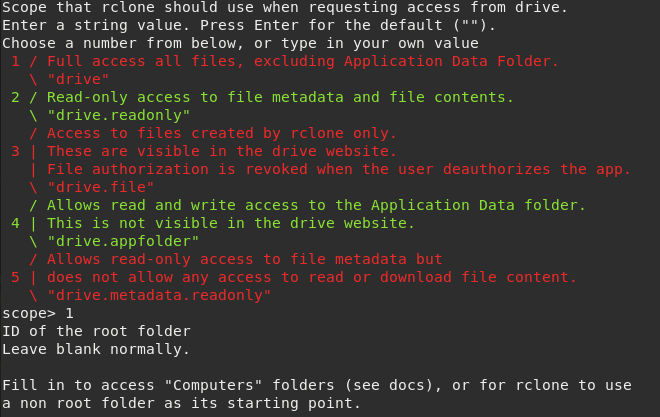 Scope that rclone should use when requesting access from drive.
Enter a string value. Press Enter for the default ("").
Choose a number from below, or type in your own value
 1 / Full access all files, excluding Application Data Folder.
   \ "drive"
 2 / Read-only access to file metadata and file contents.
   \ "drive.readonly"
   / Access to files created by rclone only.
 3 | These are visible in the drive website.
   | File authorization is revoked when the user deauthorizes the app.
   \ "drive.file"
   / Allows read and write access to the Application Data folder.
 4 | This is not visible in the drive website.
   \ "drive.appfolder"
   / Allows read-only access to file metadata but
 5 | does not allow any access to read or download file content.
   \ "drive.metadata.readonly"
scope> 1
ID of the root folder
Leave blank normally.

Fill in to access "Computers" folders (see docs), or for rclone to use
a non root folder as its starting point.